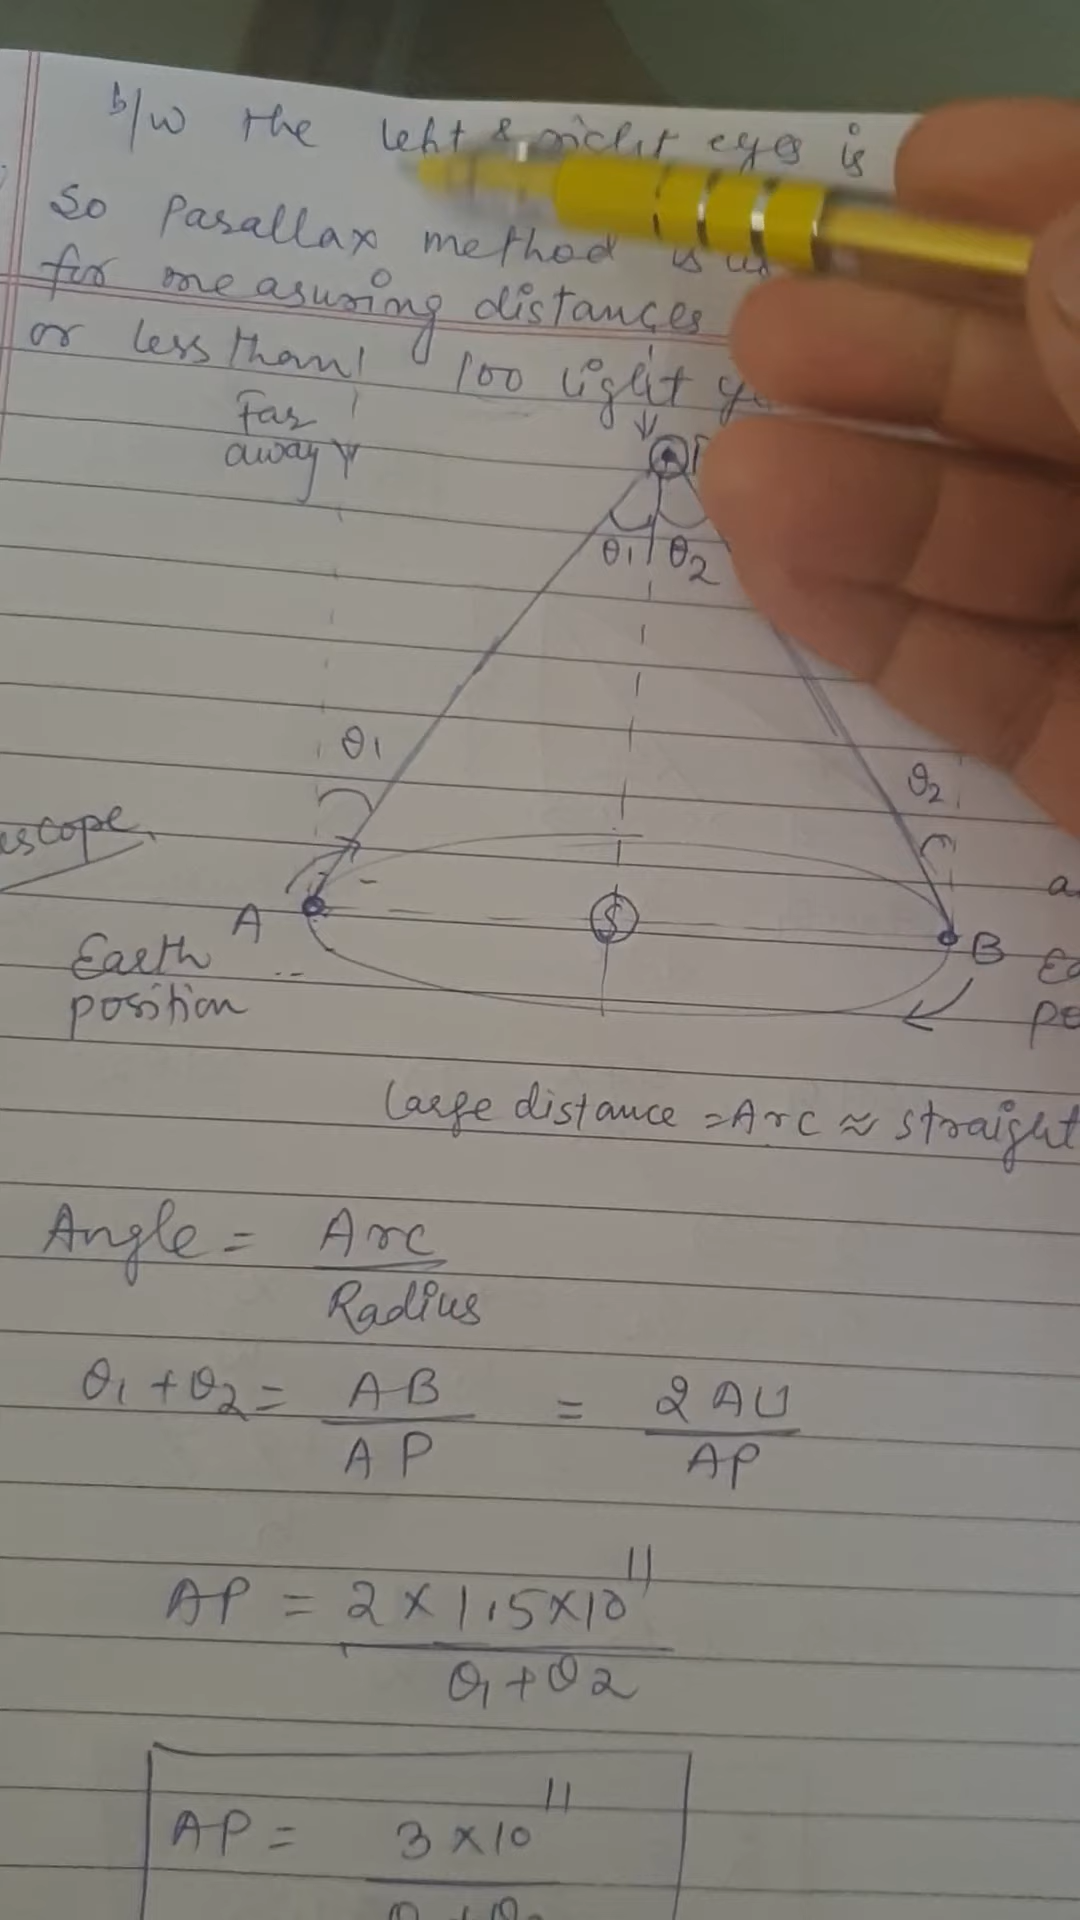 b/w the left & right eyes is
So Parallax method is
for measuring distances
or less than 100 light
Far
away
θ1 θ2
θ1
θ2
A
S
B
Earth
position
Large distance = Arc ≈ straight
Angle = Arc
Radius
θ1 + θ2 = AB = 2 AU
AP AP
AP = 2 × 1.5 × 10^11
θ1 + θ2
AP = 3 × 10^11